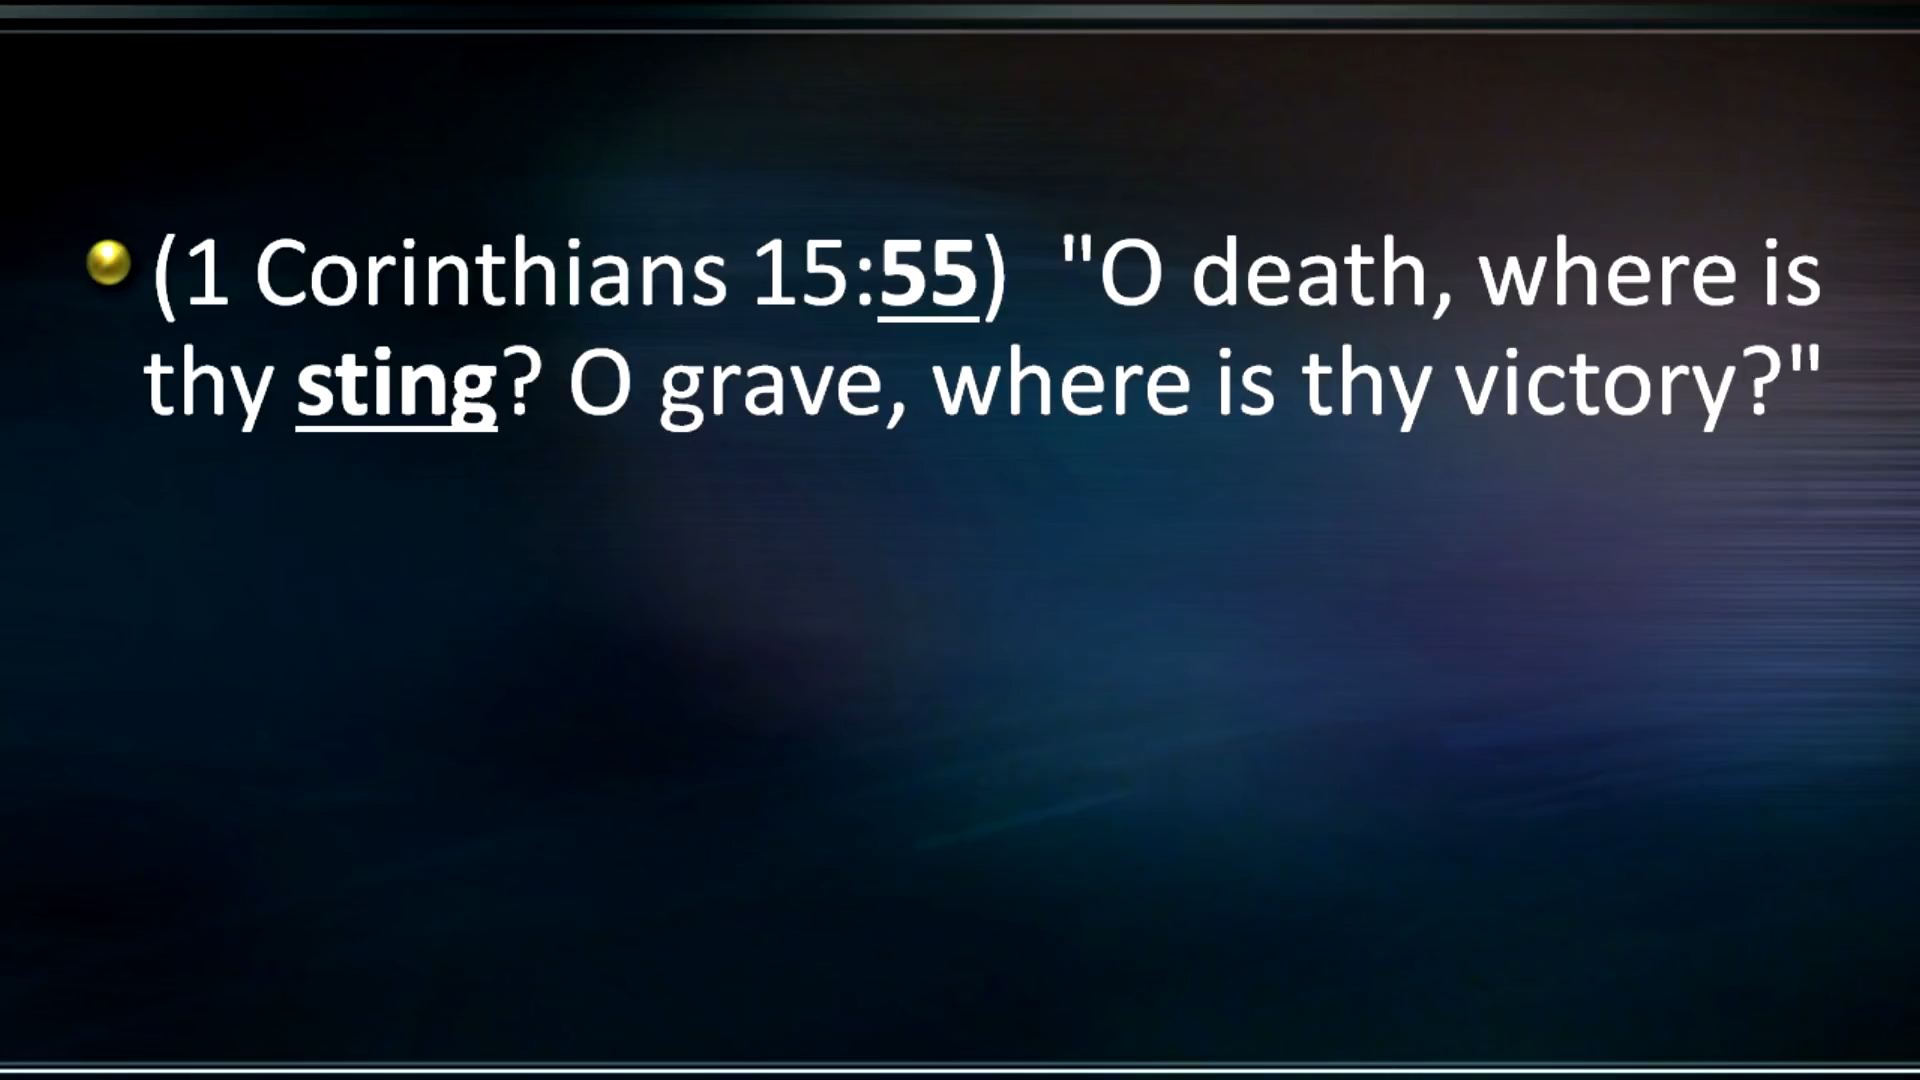 (1 Corinthians 15:55)  "O death, where is
thy sting? O grave, where is thy victory?"